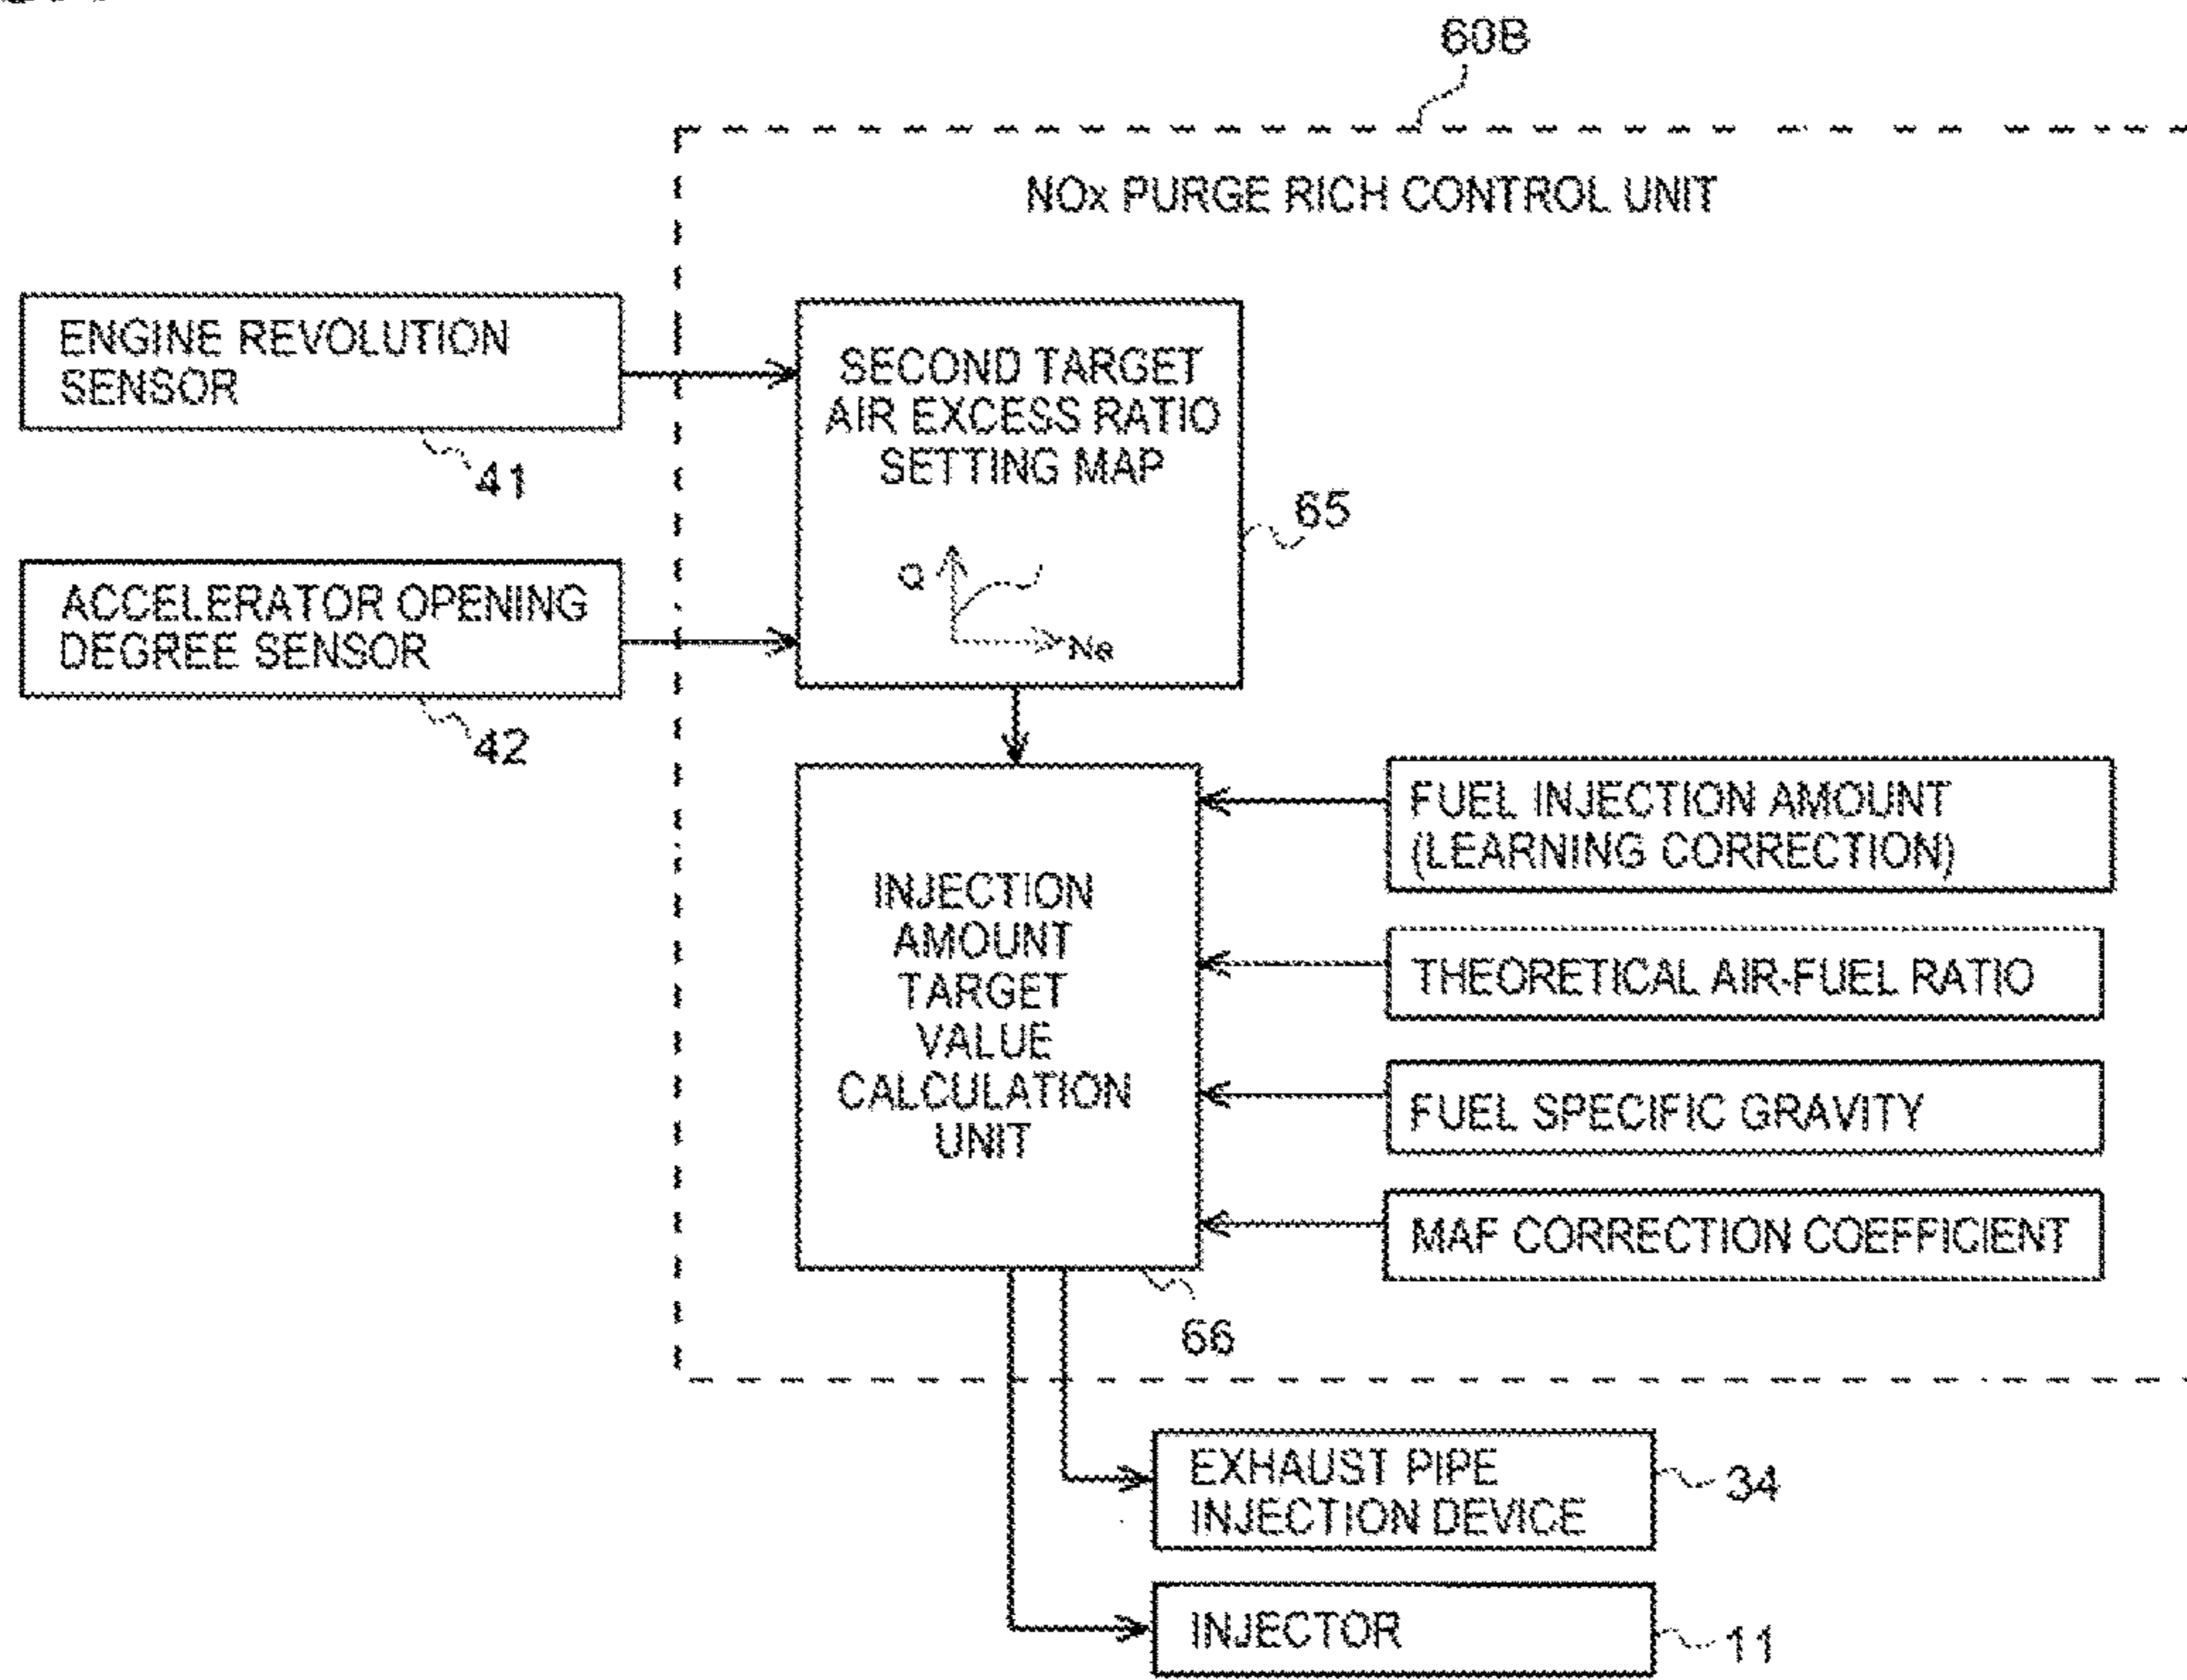 60B
NOx PURGE RICH CONTROL UNIT
ENGINE REVOLUTION
SENSOR
41
SECOND TARGET
AIR EXCESS RATIO
SETTING MAP
65
Q
Ne
ACCELERATOR OPENING
DEGREE SENSOR
42
INJECTION
AMOUNT
TARGET
VALUE
CALCULATION
UNIT
66
FUEL INJECTION AMOUNT
(LEARNING CORRECTION)
THEORETICAL AIR-FUEL RATIO
FUEL SPECIFIC GRAVITY
MAF CORRECTION COEFFICIENT
EXHAUST PIPE
INJECTION DEVICE
34
INJECTOR
11